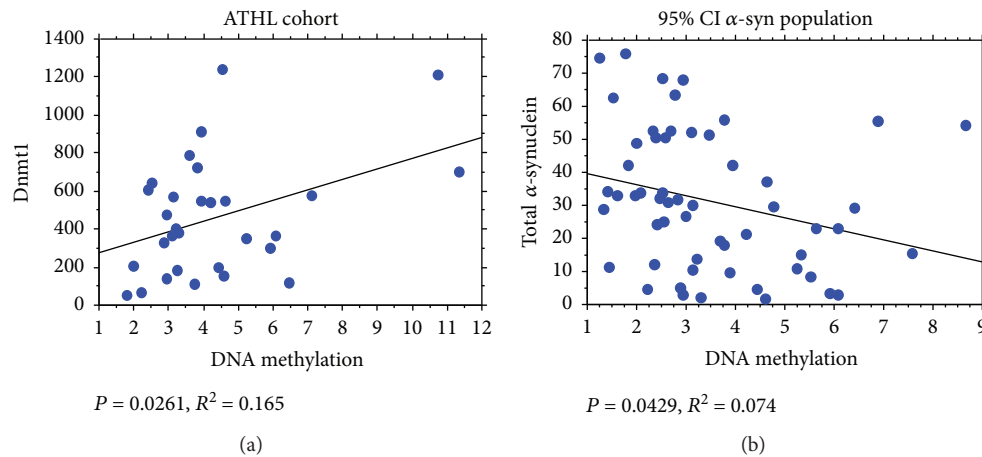 ATHL cohort
Dnmt1
1400
1200
1000
800
600
400
200
0
1 2 3 4 5 6 7 8 9 10 11 12
DNA methylation
P = 0.0261, R² = 0.165
(a)
95% CI α-syn population
Total α-synuclein
80
70
60
50
40
30
20
10
0
1 2 3 4 5 6 7 8 9
DNA methylation
P = 0.0429, R² = 0.074
(b)